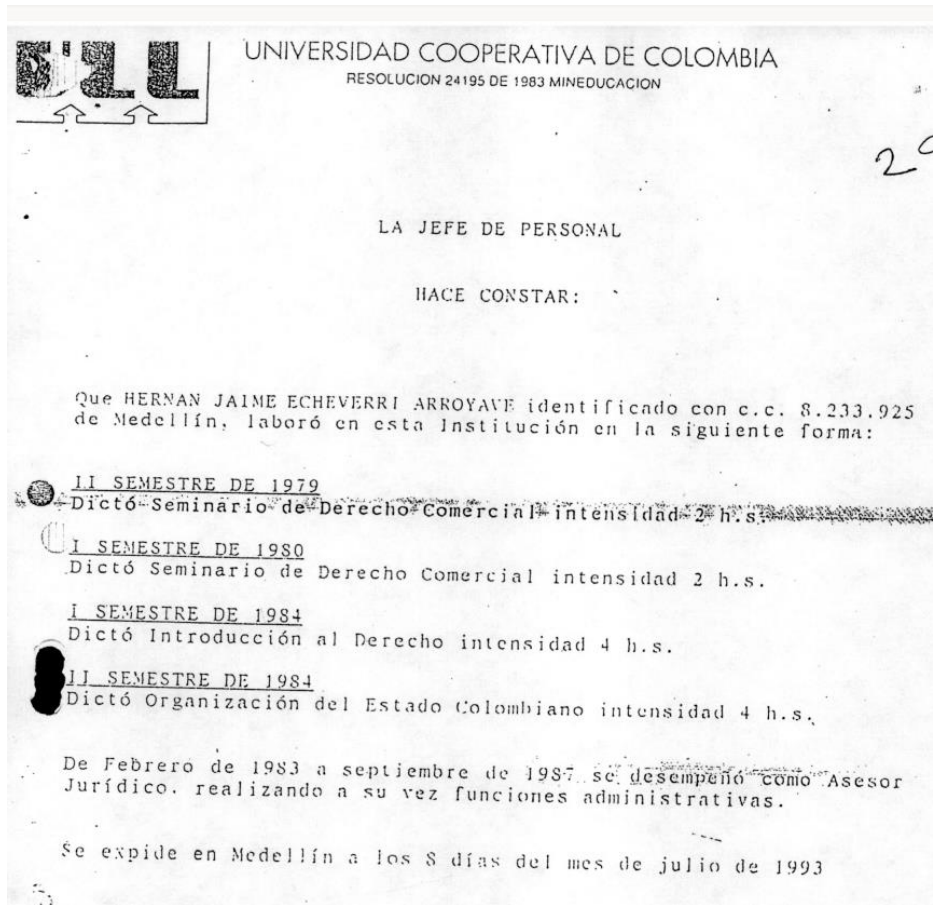 UNIVERSIDAD COOPERATIVA DE COLOMBIA
RESOLUCION 24195 DE 1983 MINEDUCACION
LA JEFE DE PERSONAL
HACE CONSTAR:
Que HERNAN JAIME ECHEVERRI ARROYAVE identificado con c.c. 8.233.925
de Medellín, laboró en esta Institución en la siguiente forma:
II SEMESTRE DE 1979
Dictó Seminario de Derecho Comercial intensidad 2 h.s.
I SEMESTRE DE 1980
Dictó Seminario de Derecho Comercial intensidad 2 h.s.
I SEMESTRE DE 1984
Dictó Introducción al Derecho intensidad 4 h.s.
II SEMESTRE DE 1984
Dictó Organización del Estado Colombiano intensidad 4 h.s.
De Febrero de 1983 a septiembre de 1987 se desempeñó como Asesor
Jurídico. realizando a su vez funciones administrativas.
Se expide en Medellín a los 8 días del mes de julio de 1993